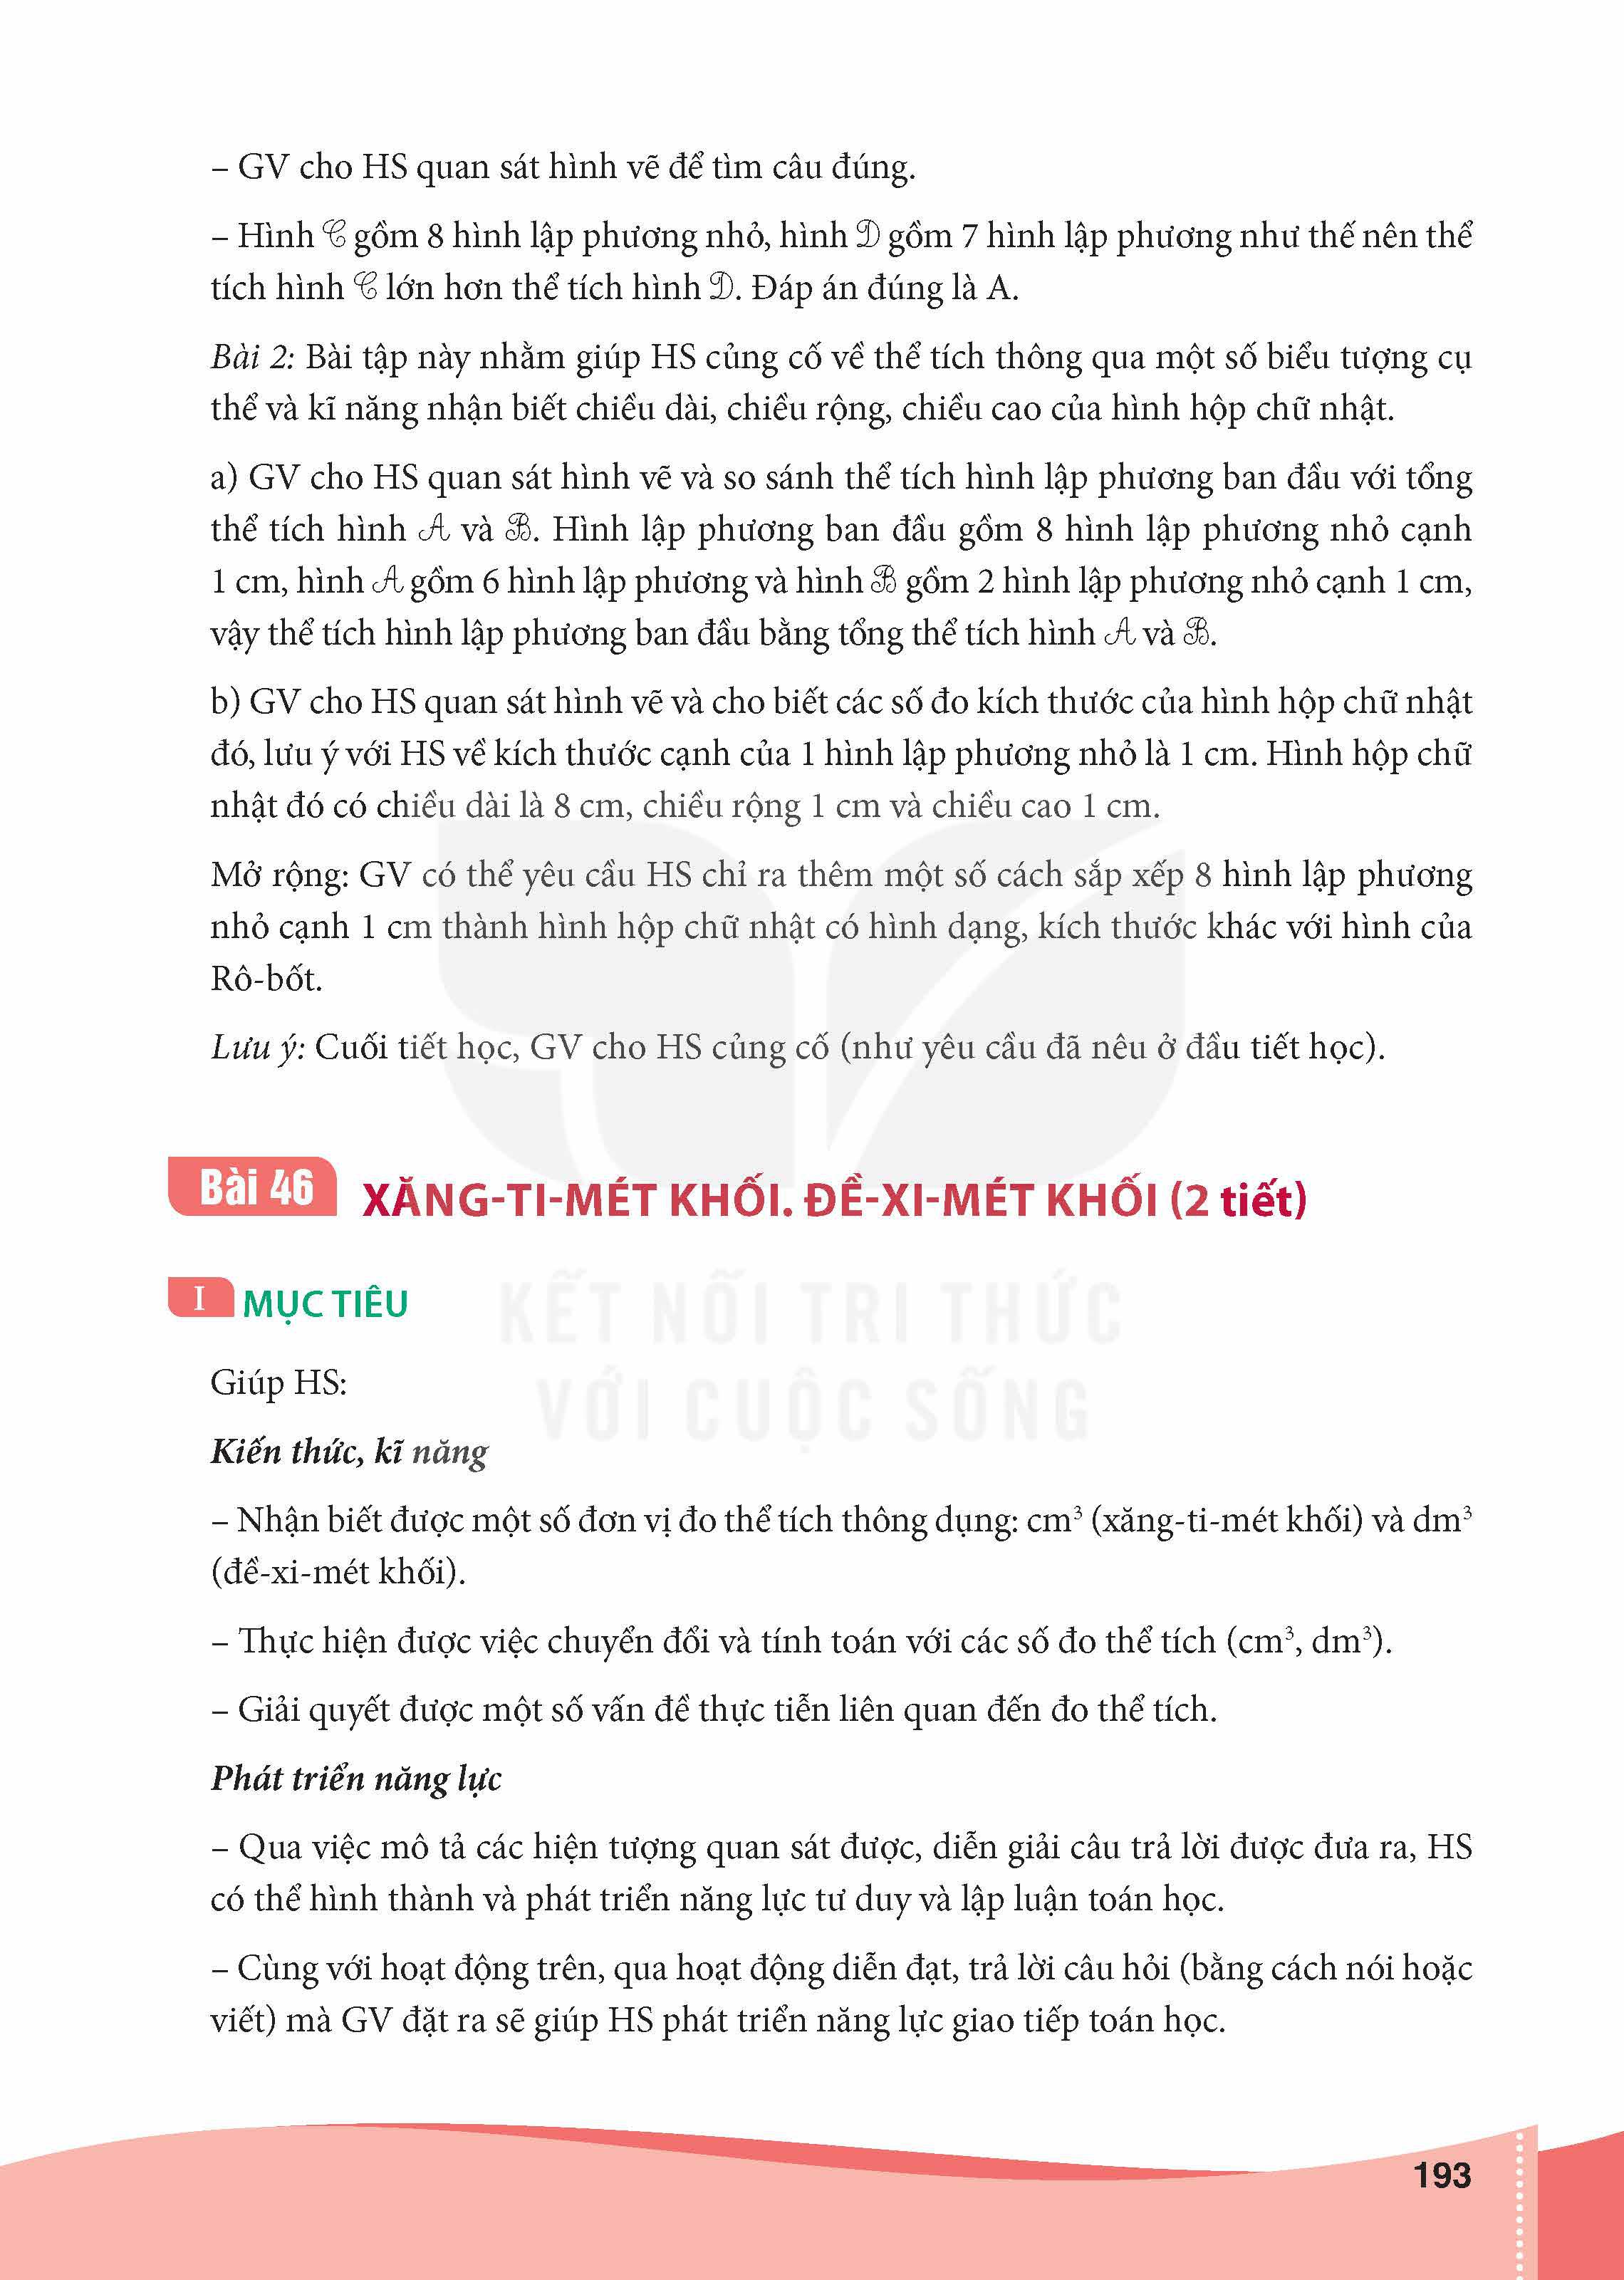 – GV cho HS quan sát hình vẽ để tìm câu đúng.
– Hình 𝒞 gồm 8 hình lập phương nhỏ, hình 𝒟 gồm 7 hình lập phương như thế nên thể
tích hình 𝒞 lớn hơn thể tích hình 𝒟. Đáp án đúng là A.
Bài 2: Bài tập này nhằm giúp HS củng cố về thể tích thông qua một số biểu tượng cụ
thể và kĩ năng nhận biết chiều dài, chiều rộng, chiều cao của hình hộp chữ nhật.
a) GV cho HS quan sát hình vẽ và so sánh thể tích hình lập phương ban đầu với tổng
thể tích hình 𝒜 và ℬ. Hình lập phương ban đầu gồm 8 hình lập phương nhỏ cạnh
1 cm, hình 𝒜 gồm 6 hình lập phương và hình ℬ gồm 2 hình lập phương nhỏ cạnh 1 cm,
vậy thể tích hình lập phương ban đầu bằng tổng thể tích hình 𝒜 và ℬ.
b) GV cho HS quan sát hình vẽ và cho biết các số đo kích thước của hình hộp chữ nhật
đó, lưu ý với HS về kích thước cạnh của 1 hình lập phương nhỏ là 1 cm. Hình hộp chữ
nhật đó có chiều dài là 8 cm, chiều rộng 1 cm và chiều cao 1 cm.
Mở rộng: GV có thể yêu cầu HS chỉ ra thêm một số cách sắp xếp 8 hình lập phương
nhỏ cạnh 1 cm thành hình hộp chữ nhật có hình dạng, kích thước khác với hình của
Rô-bốt.
Lưu ý: Cuối tiết học, GV cho HS củng cố (như yêu cầu đã nêu ở đầu tiết học).
Bài 46 XĂNG-TI-MÉT KHỐI. ĐỀ-XI-MÉT KHỐI (2 tiết)
I MỤC TIÊU
KẾT NỐI TRI THỨC
VỚI CUỘC SỐNG
Giúp HS:
Kiến thức, kĩ năng
– Nhận biết được một số đơn vị đo thể tích thông dụng: cm³ (xăng-ti-mét khối) và dm³
(đề-xi-mét khối).
– Thực hiện được việc chuyển đổi và tính toán với các số đo thể tích (cm³, dm³).
– Giải quyết được một số vấn đề thực tiễn liên quan đến đo thể tích.
Phát triển năng lực
– Qua việc mô tả các hiện tượng quan sát được, diễn giải câu trả lời được đưa ra, HS
có thể hình thành và phát triển năng lực tư duy và lập luận toán học.
– Cùng với hoạt động trên, qua hoạt động diễn đạt, trả lời câu hỏi (bằng cách nói hoặc
viết) mà GV đặt ra sẽ giúp HS phát triển năng lực giao tiếp toán học.
193